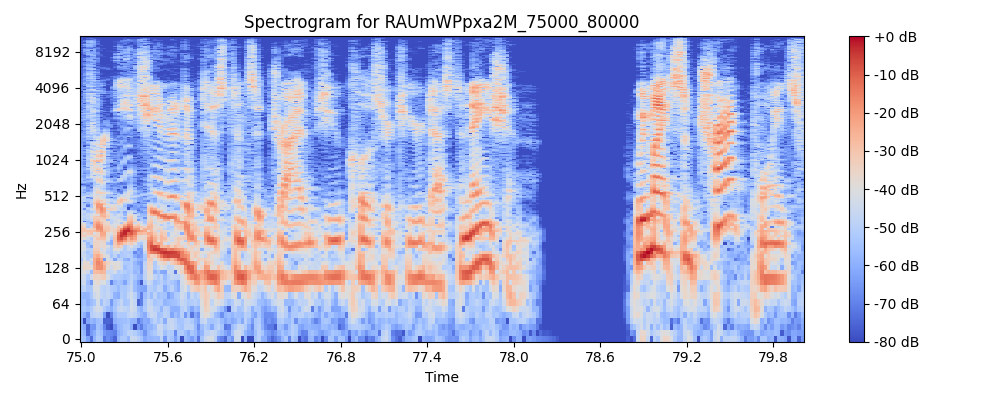 Spectrogram for RAUmWPpxa2M_75000_80000
Hz
8192
4096
2048
1024
512
256
128
64
0
75.0 75.6 76.2 76.8 77.4 78.0 78.6 79.2 79.8
Time
+0 dB
-10 dB
-20 dB
-30 dB
-40 dB
-50 dB
-60 dB
-70 dB
-80 dB